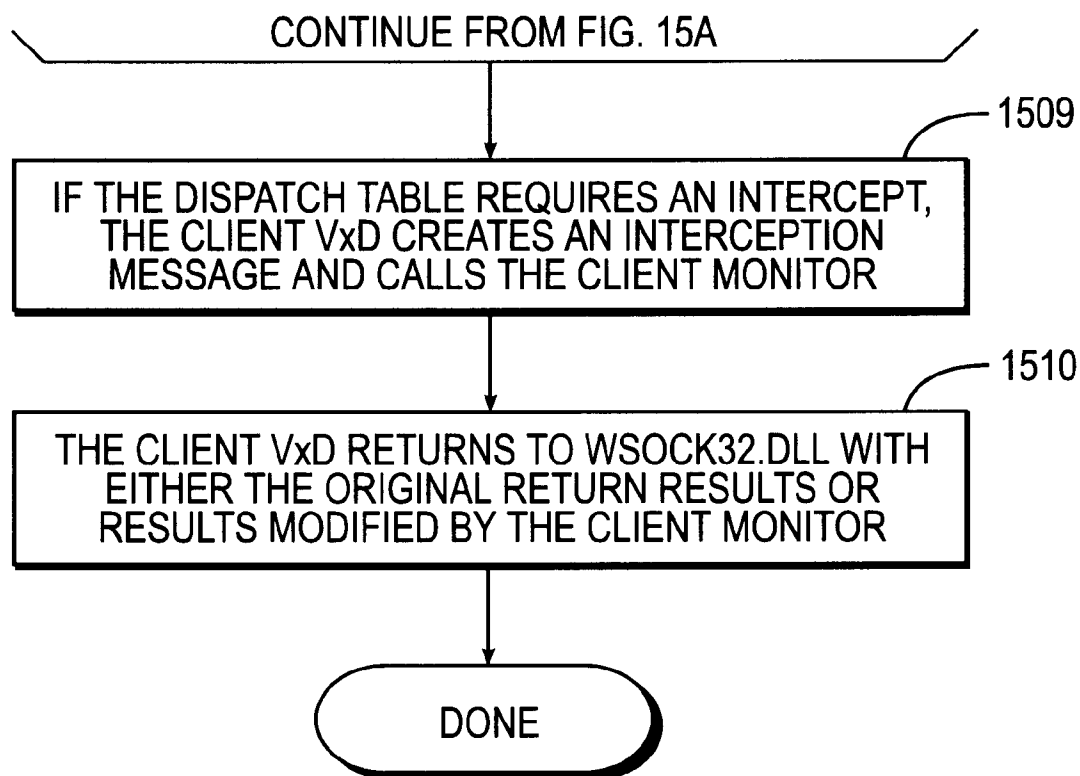 CONTINUE FROM FIG. 15A
1509
IF THE DISPATCH TABLE REQUIRES AN INTERCEPT,
THE CLIENT VxD CREATES AN INTERCEPTION
MESSAGE AND CALLS THE CLIENT MONITOR
1510
THE CLIENT VxD RETURNS TO WSOCK32.DLL WITH
EITHER THE ORIGINAL RETURN RESULTS OR
RESULTS MODIFIED BY THE CLIENT MONITOR
DONE